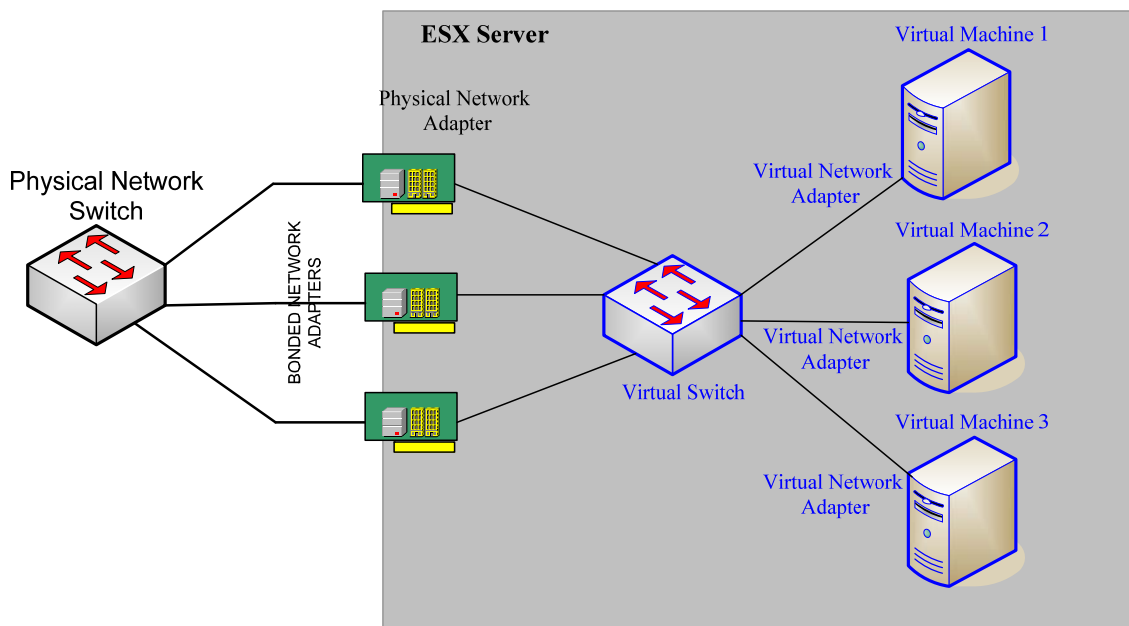 ESX Server
Physical Network
Adapter
Physical Network
Switch
BONDED NETWORK
ADAPTERS
Virtual Switch
Virtual Machine 1
Virtual Network
Adapter
Virtual Machine 2
Virtual Network
Adapter
Virtual Machine 3
Virtual Network
Adapter